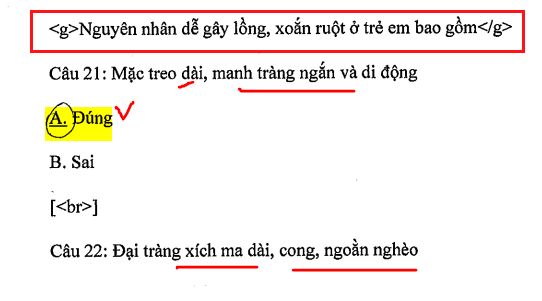 <g>Nguyên nhân dễ gây lồng, xoắn ruột ở trẻ em bao gồm</g>
Câu 21: Mặc treo dài, manh tràng ngắn và di động
A. Đúng
B. Sai
[<br>]
Câu 22: Đại tràng xích ma dài, cong, ngoằn nghèo